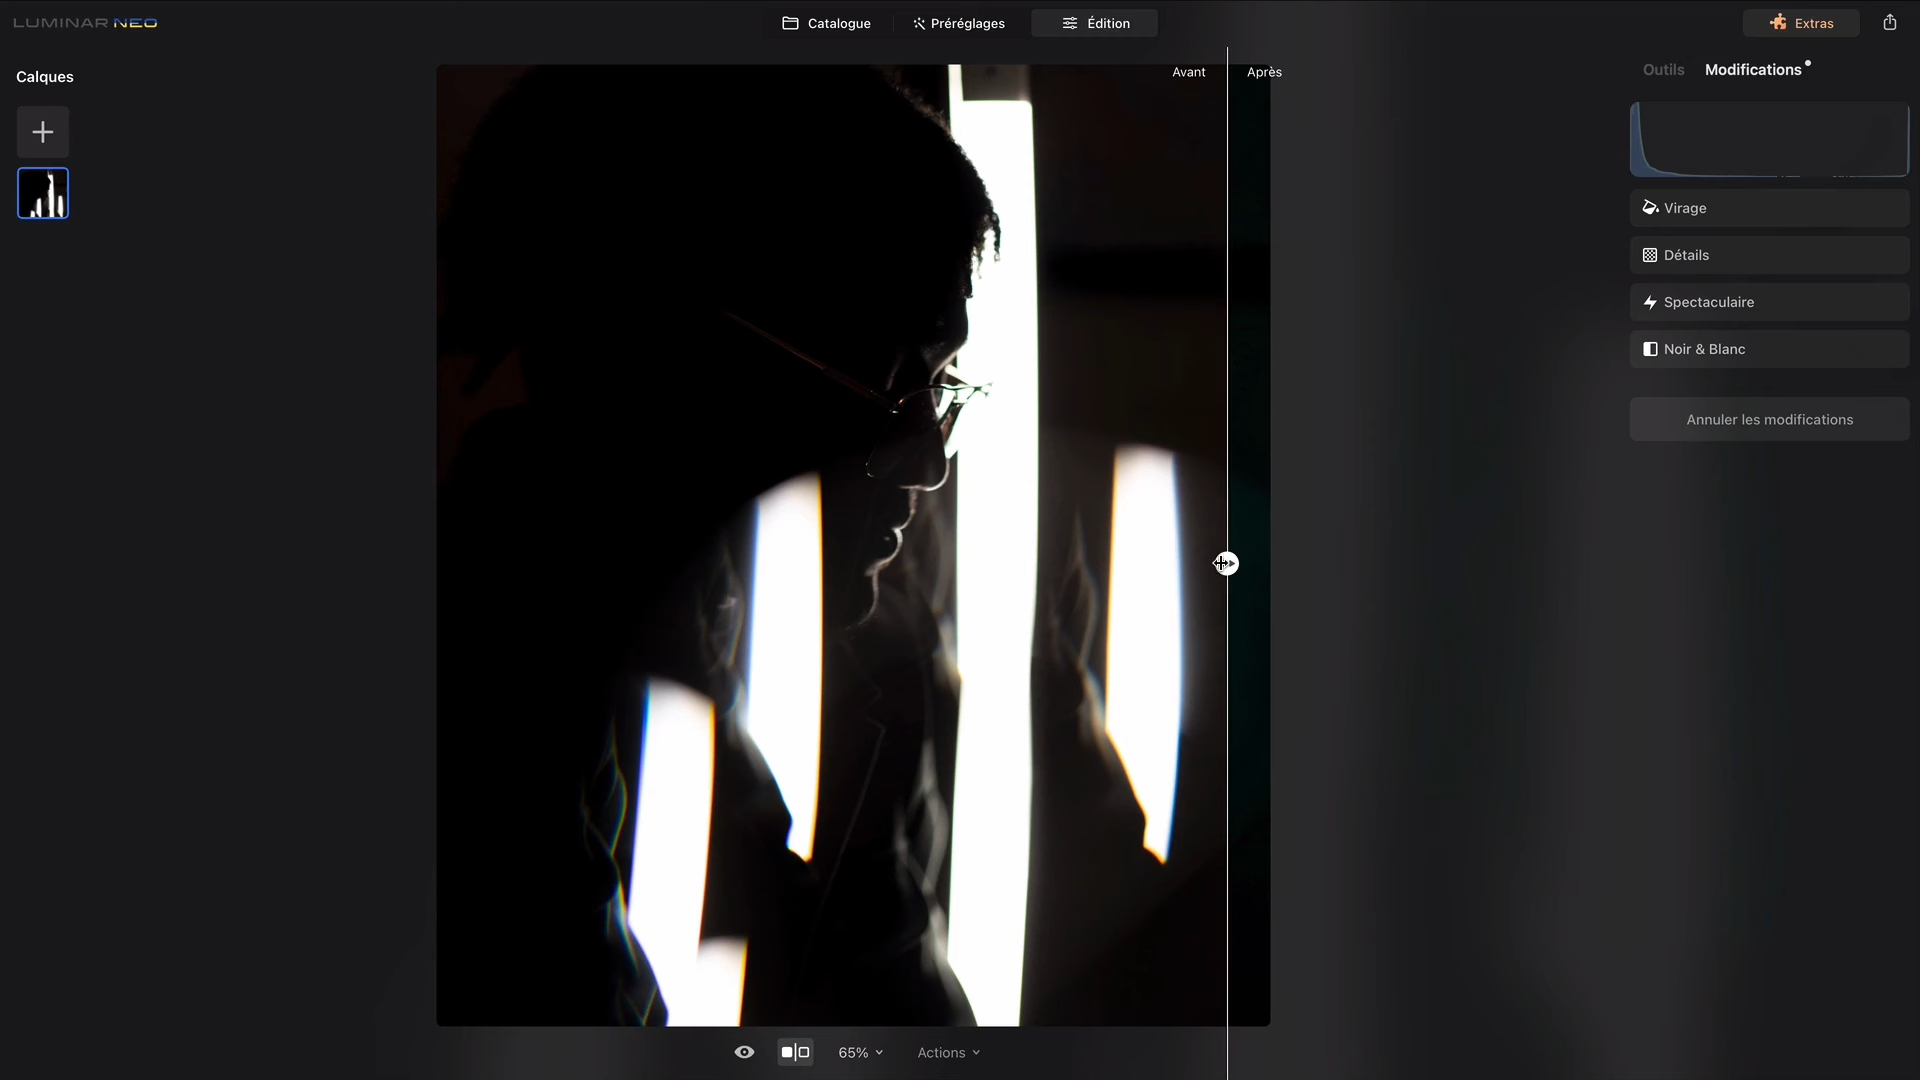 LUMINAR NEO
Catalogue
Préréglages
Édition
Extras
Calques
Avant
Après
Outils
Modifications
Virage
Détails
Spectaculaire
Noir & Blanc
Annuler les modifications
65%
Actions